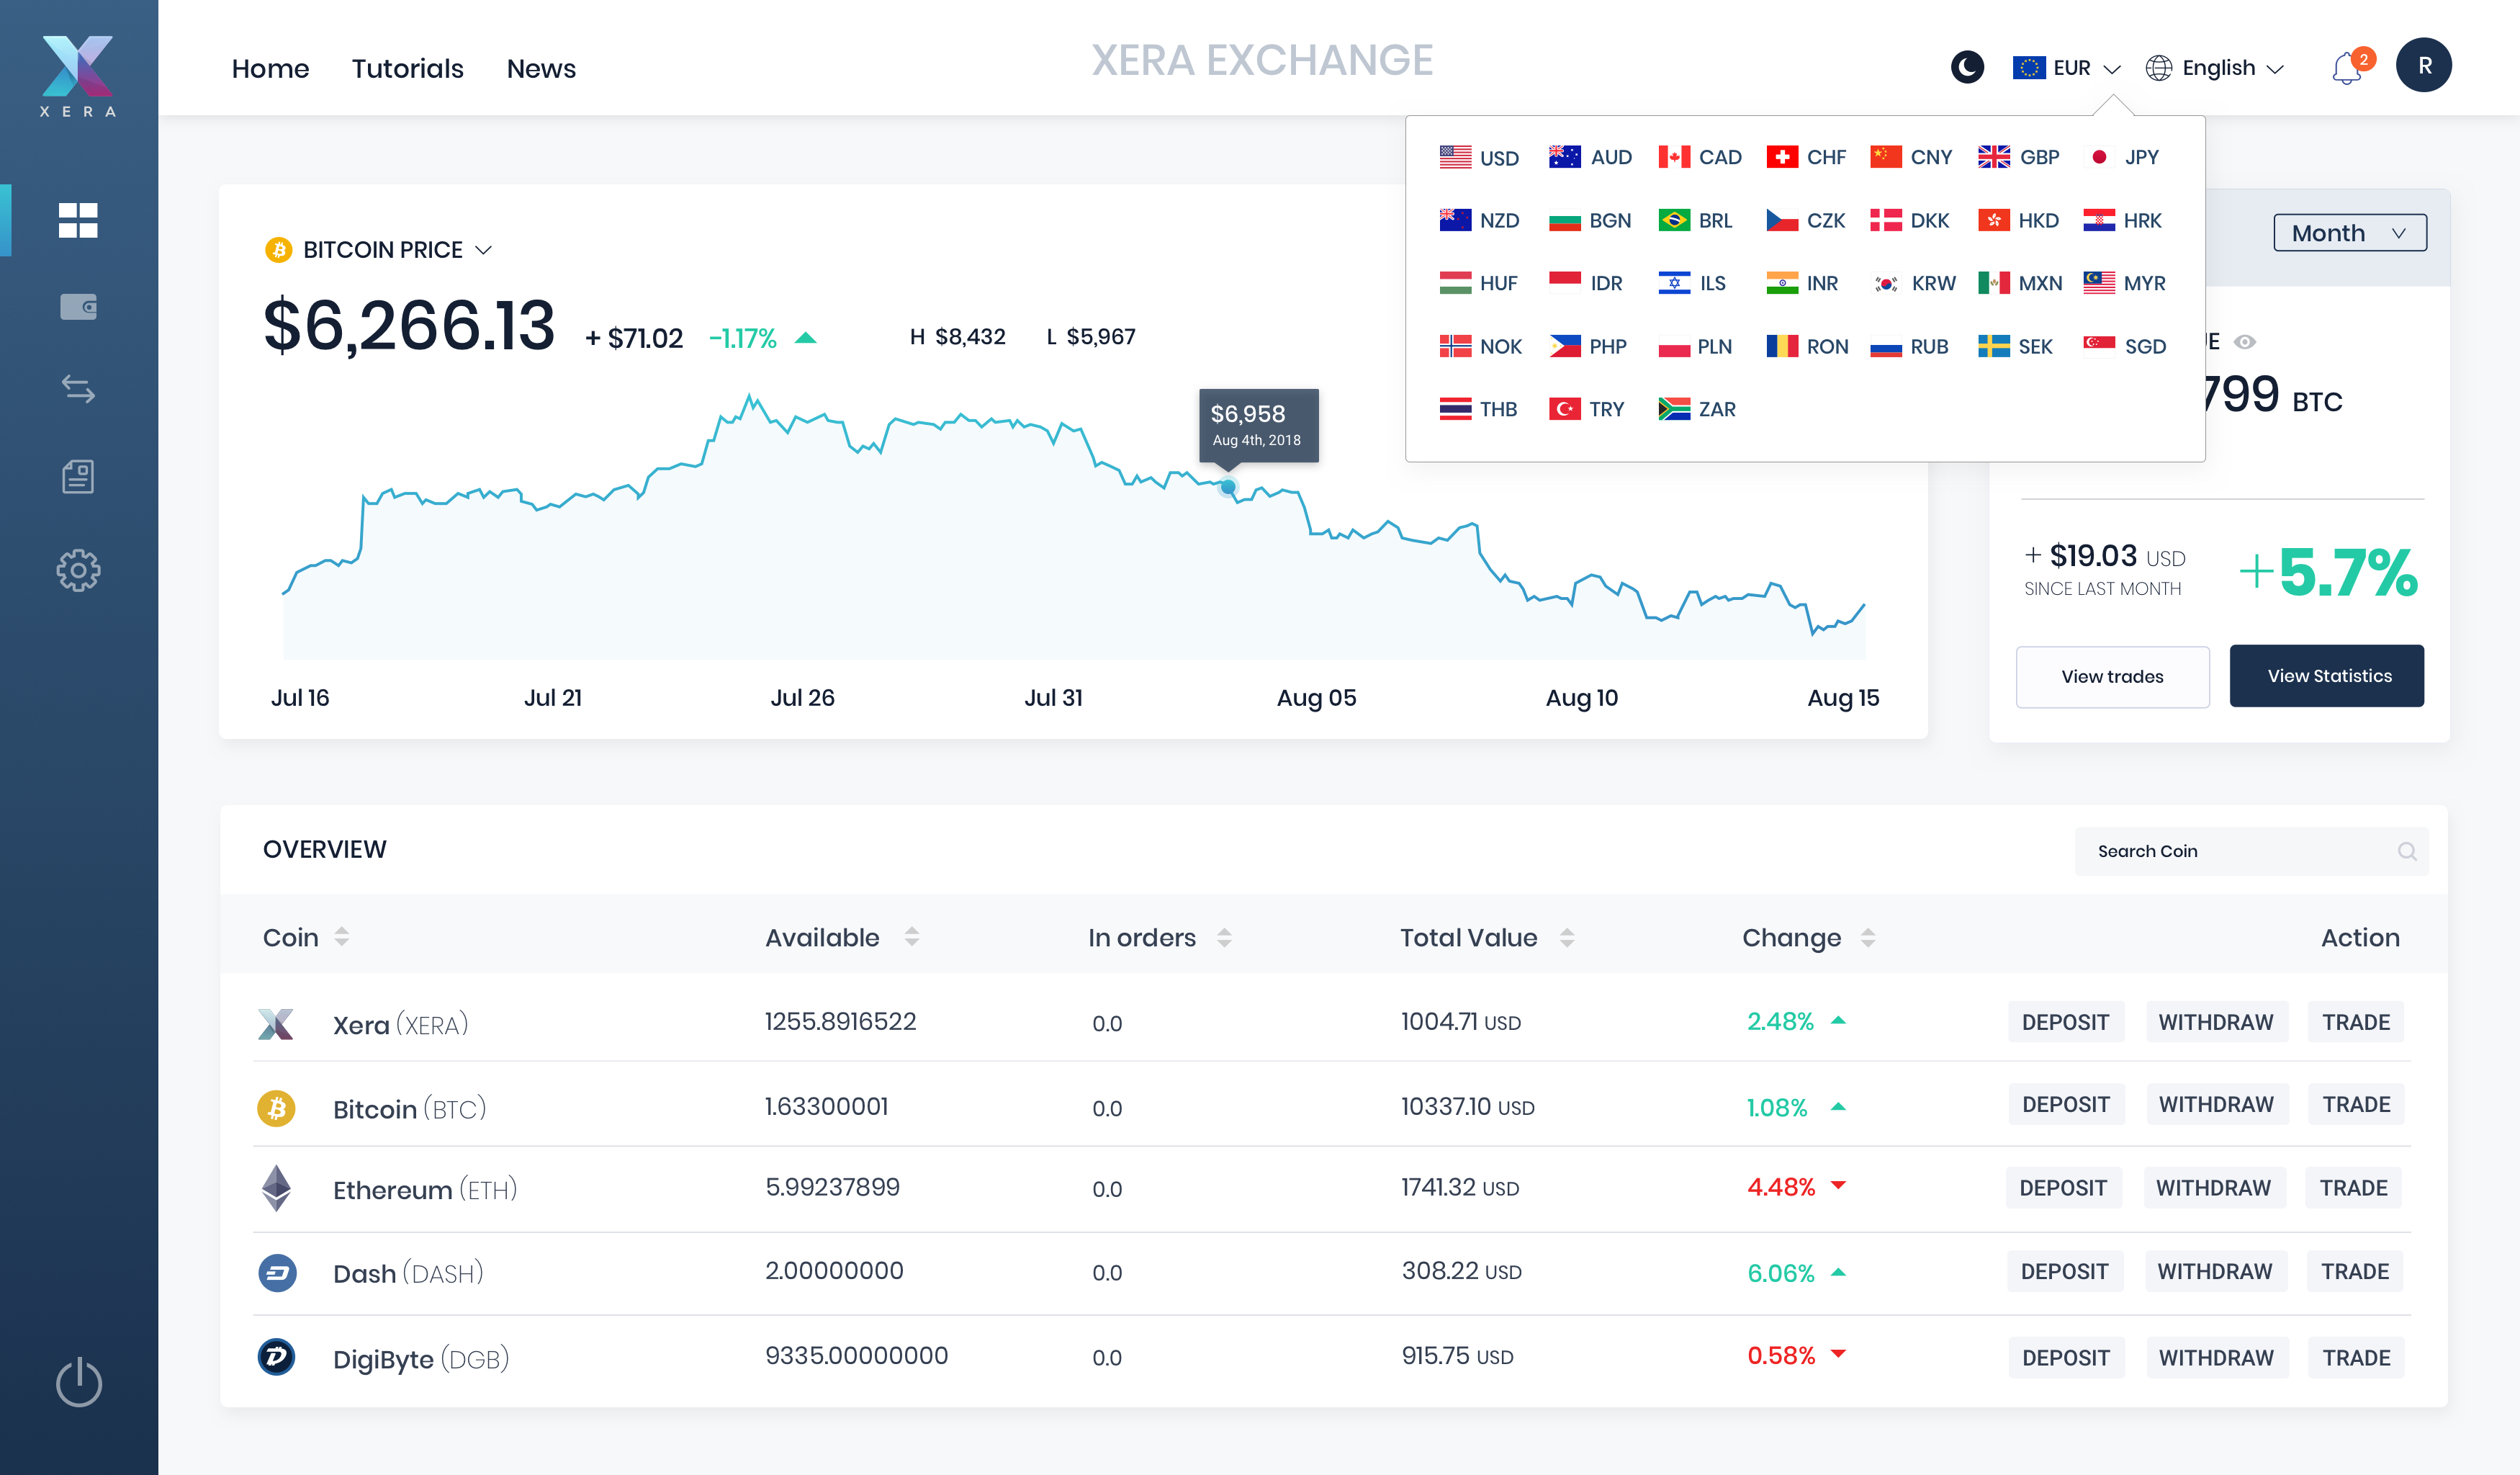 XERA
Home Tutorials News
XERA EXCHANGE
EUR English 2 R
USD AUD CAD CHF CNY GBP JPY
NZD BGN BRL CZK DKK HKD HRK
HUF IDR ILS INR KRW MXN MYR
NOK PHP PLN RON RUB SEK SGD
THB TRY ZAR
BITCOIN PRICE
$6,266.13 + $71.02 -1.17% H $8,432 L $5,967
$6,958
Aug 4th, 2018
Jul 16 Jul 21 Jul 26 Jul 31 Aug 05 Aug 10 Aug 15
Month
E
799 BTC
+ $19.03 USD
SINCE LAST MONTH
+5.7%
View trades View Statistics
OVERVIEW
Search Coin
Coin Available In orders Total Value Change Action
Xera (XERA) 1255.8916522 0.0 1004.71 USD 2.48% DEPOSIT WITHDRAW TRADE
Bitcoin (BTC) 1.63300001 0.0 10337.10 USD 1.08% DEPOSIT WITHDRAW TRADE
Ethereum (ETH) 5.99237899 0.0 1741.32 USD 4.48% DEPOSIT WITHDRAW TRADE
Dash (DASH) 2.00000000 0.0 308.22 USD 6.06% DEPOSIT WITHDRAW TRADE
DigiByte (DGB) 9335.00000000 0.0 915.75 USD 0.58% DEPOSIT WITHDRAW TRADE